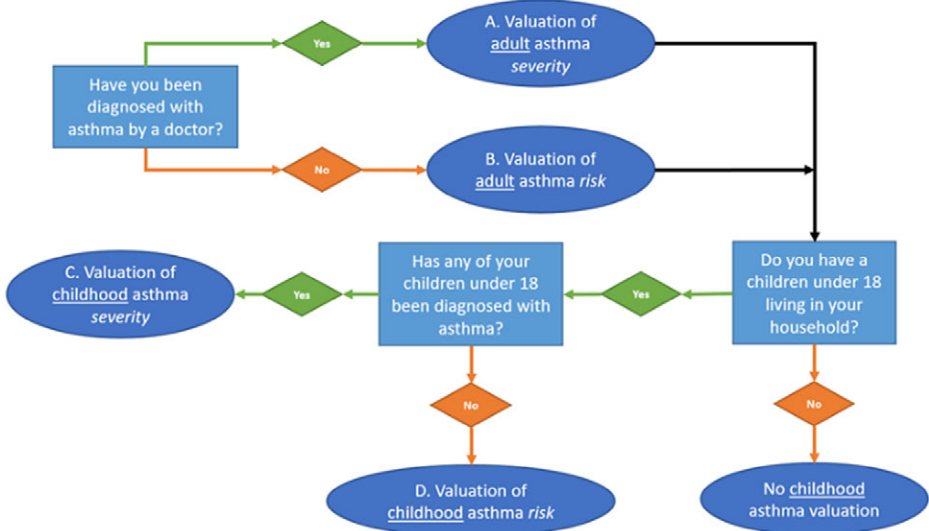 Have you been
diagnosed with
asthma by a doctor?
Yes
A. Valuation of
adult asthma
severity
No
B. Valuation of
adult asthma risk
Do you have a
children under 18
living in your
household?
Yes
Has any of your
children under 18
been diagnosed with
asthma?
Yes
C. Valuation of
childhood asthma
severity
No
D. Valuation of
childhood asthma risk
No
No childhood
asthma valuation